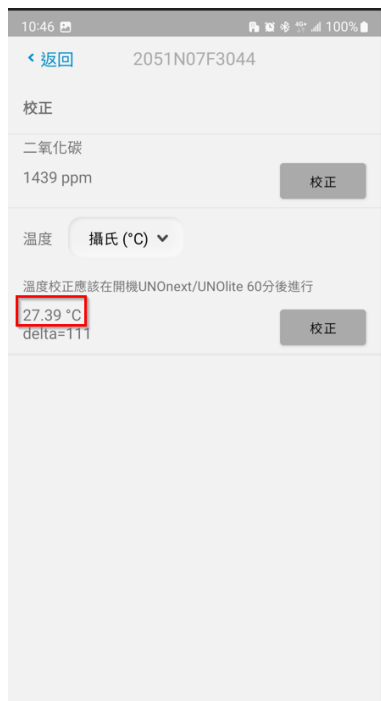 10:46 100%
返回 2051N07F3044
校正
二氧化碳
1439 ppm 校正
温度 攝氏 (°C)
溫度校正應該在開機UNOnext/UNOlite 60分後進行
27.39 °C
delta=111 校正